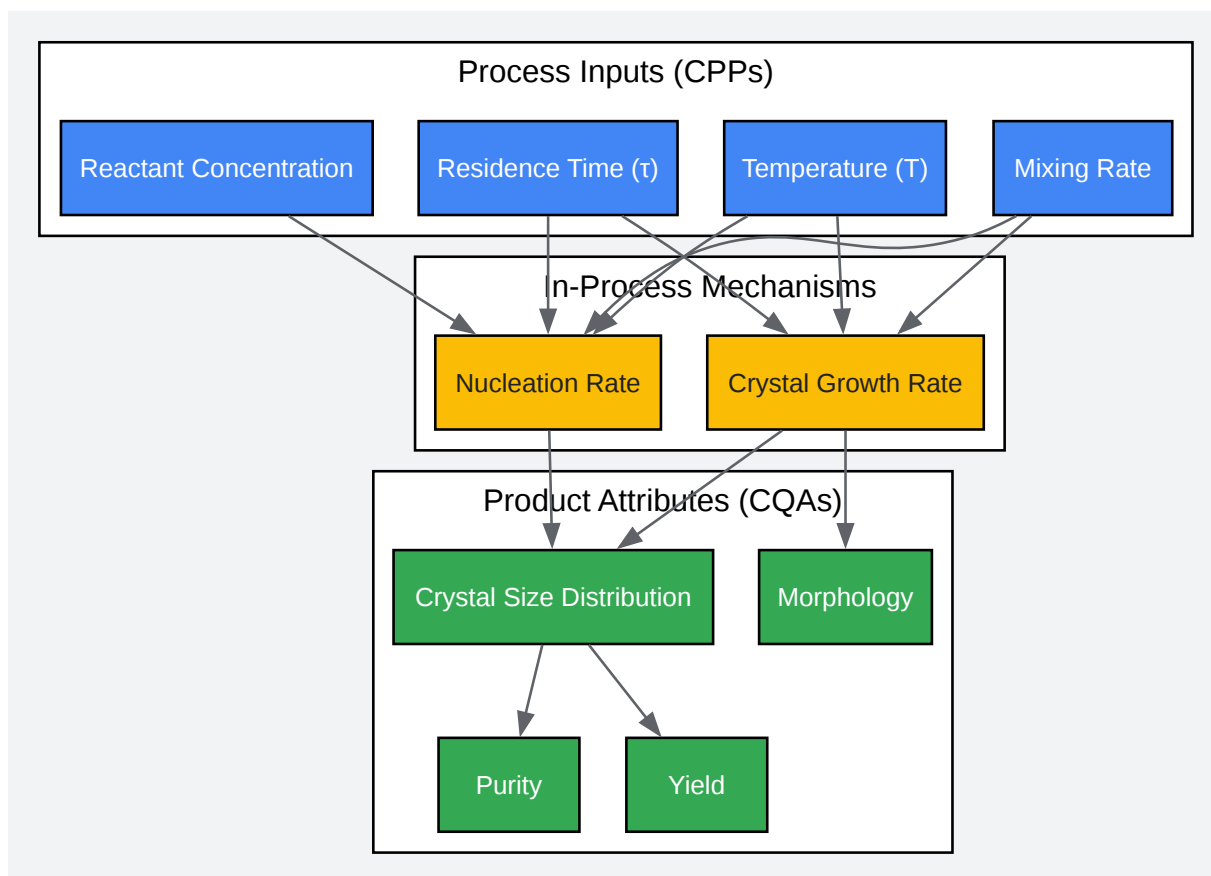 Process Inputs (CPPs)
Reactant Concentration
Residence Time (τ)
Temperature (T)
Mixing Rate
In-Process Mechanisms
Nucleation Rate
Crystal Growth Rate
Product Attributes (CQAs)
Crystal Size Distribution
Morphology
Purity
Yield